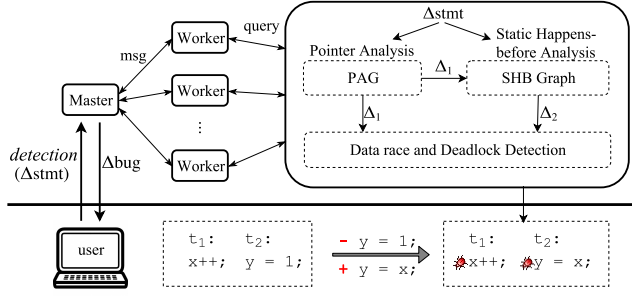 Δstmt
Worker
query
msg
Pointer Analysis
Static Happens-
before Analysis
PAG
Δ1
SHB Graph
Master
Worker
Δ1
Δ2
⋮
Worker
Data race and Deadlock Detection
detection
(Δstmt)
Δbug
user
t1: t2:
x++; y = 1;
- y = 1;
+ y = x;
t1: t2:
x++; y = x;